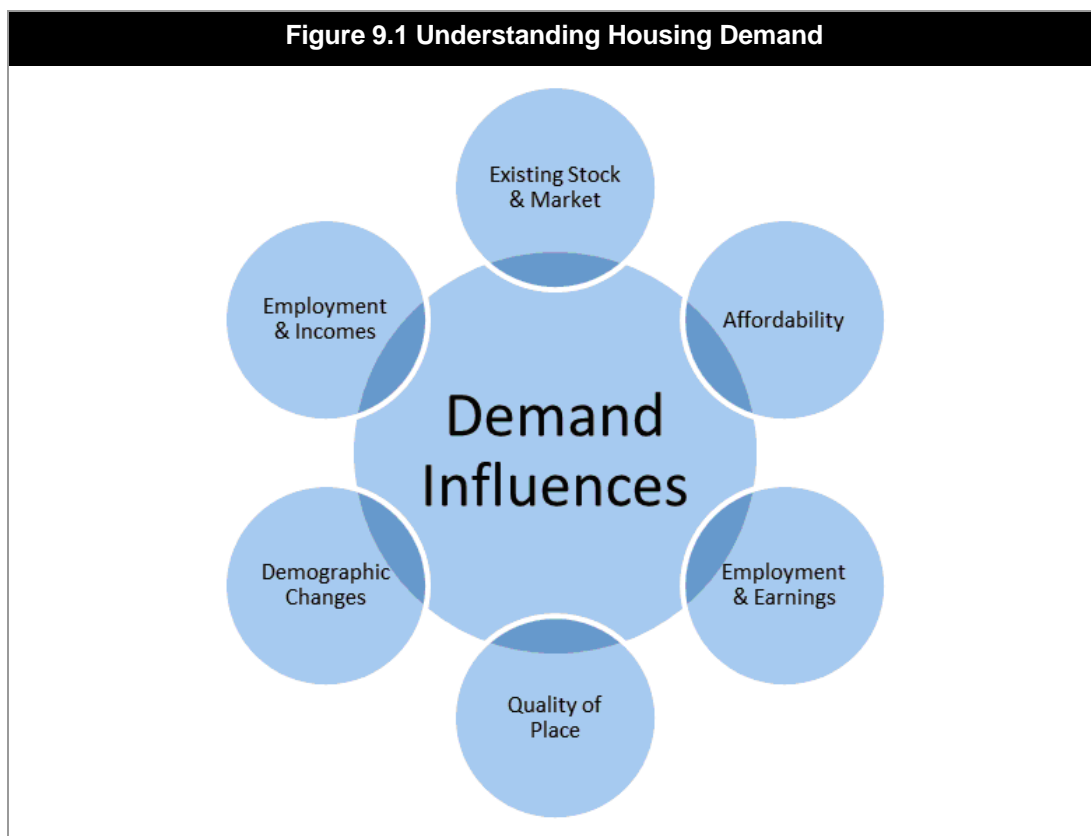 Figure 9.1 Understanding Housing Demand
Existing Stock
& Market
Employment
& Incomes
Affordability
Demand
Influences
Demographic
Changes
Employment
& Earnings
Quality of
Place